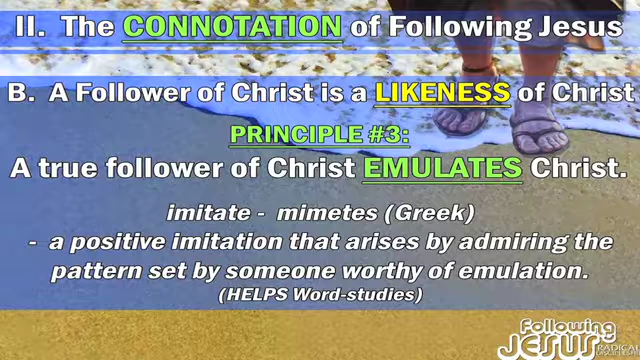 II. The CONNOTATION of Following Jesus
B. A Follower of Christ is a LIKENESS of Christ
PRINCIPLE #3:
A true follower of Christ EMULATES Christ.
imitate - mimetes (Greek)
- a positive imitation that arises by admiring the
pattern set by someone worthy of emulation.
(HELPS Word-studies)
Following
JESUS
RADICAL